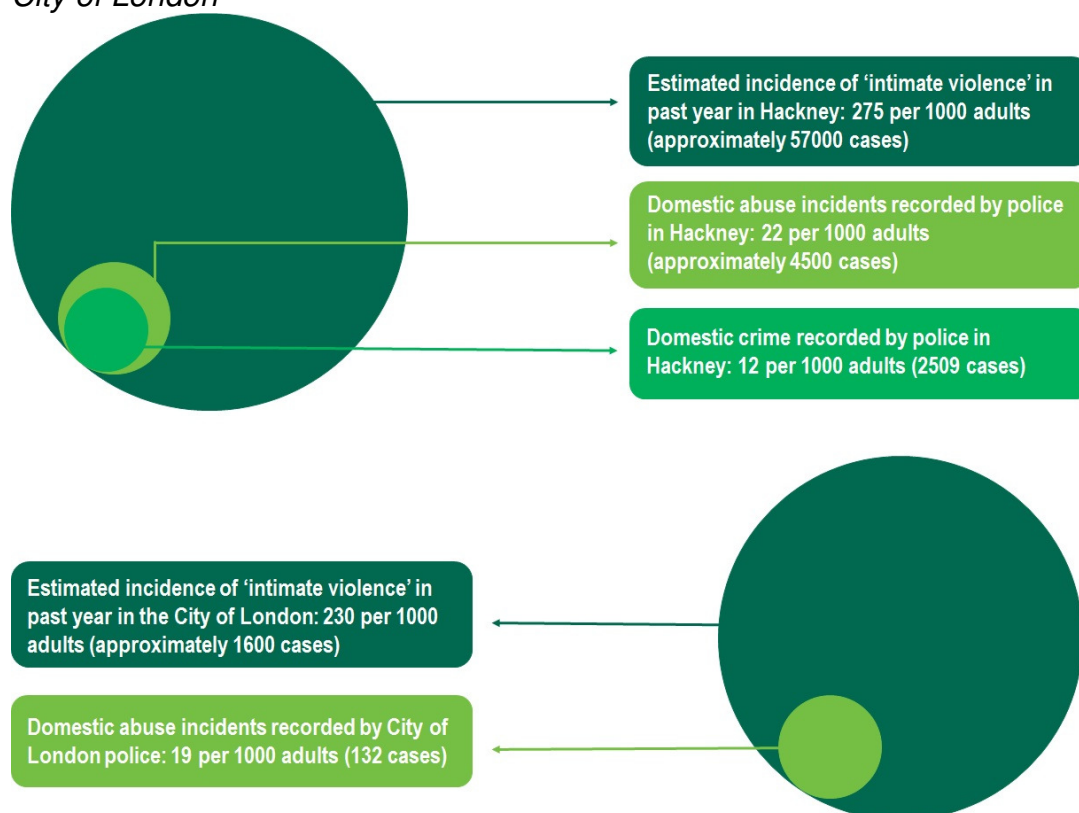 City of London
Estimated incidence of ‘intimate violence’ in
past year in Hackney: 275 per 1000 adults
(approximately 57000 cases)
Domestic abuse incidents recorded by police
in Hackney: 22 per 1000 adults
(approximately 4500 cases)
Domestic crime recorded by police in
Hackney: 12 per 1000 adults (2509 cases)
Estimated incidence of ‘intimate violence’ in
past year in the City of London: 230 per 1000
adults (approximately 1600 cases)
Domestic abuse incidents recorded by City of
London police: 19 per 1000 adults (132 cases)